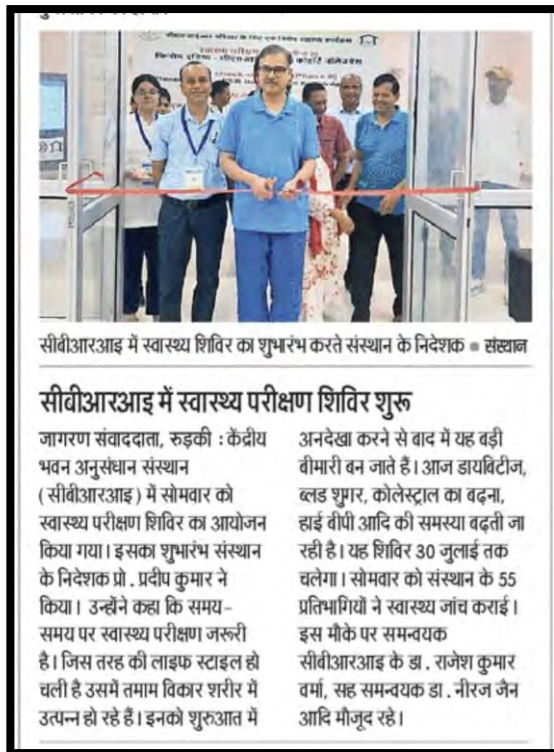 सीबीआरआइ में स्वास्थ्य शिविर का शुभारंभ करते संस्थान के निदेशक ● संस्थान
सीबीआरआइ में स्वास्थ्य परीक्षण शिविर शुरू
जागरण संवाददाता, रुड़की : केंद्रीय
भवन अनुसंधान संस्थान
(सीबीआरआइ) में सोमवार को
स्वास्थ्य परीक्षण शिविर का आयोजन
किया गया। इसका शुभारंभ संस्थान
के निदेशक प्रो . प्रदीप कुमार ने
किया। उन्होंने कहा कि समय-
समय पर स्वास्थ्य परीक्षण जरूरी
है। जिस तरह की लाइफ स्टाइल हो
चली है उसमें तमाम विकार शरीर में
उत्पन्न हो रहे हैं। इनको शुरुआत में
अनदेखा करने से बाद में यह बड़ी
बीमारी बन जाते हैं। आज डायबिटीज,
ब्लड शुगर, कोलेस्ट्राल का बढ़ना,
हाई बीपी आदि की समस्या बढ़ती जा
रही है। यह शिविर 30 जुलाई तक
चलेगा। सोमवार को संस्थान के 55
प्रतिभागियों ने स्वास्थ्य जांच कराई।
इस मौके पर समन्वयक
सीबीआरआइ के डा . राजेश कुमार
वर्मा, सह समन्वयक डा . नीरज जैन
आदि मौजूद रहे।